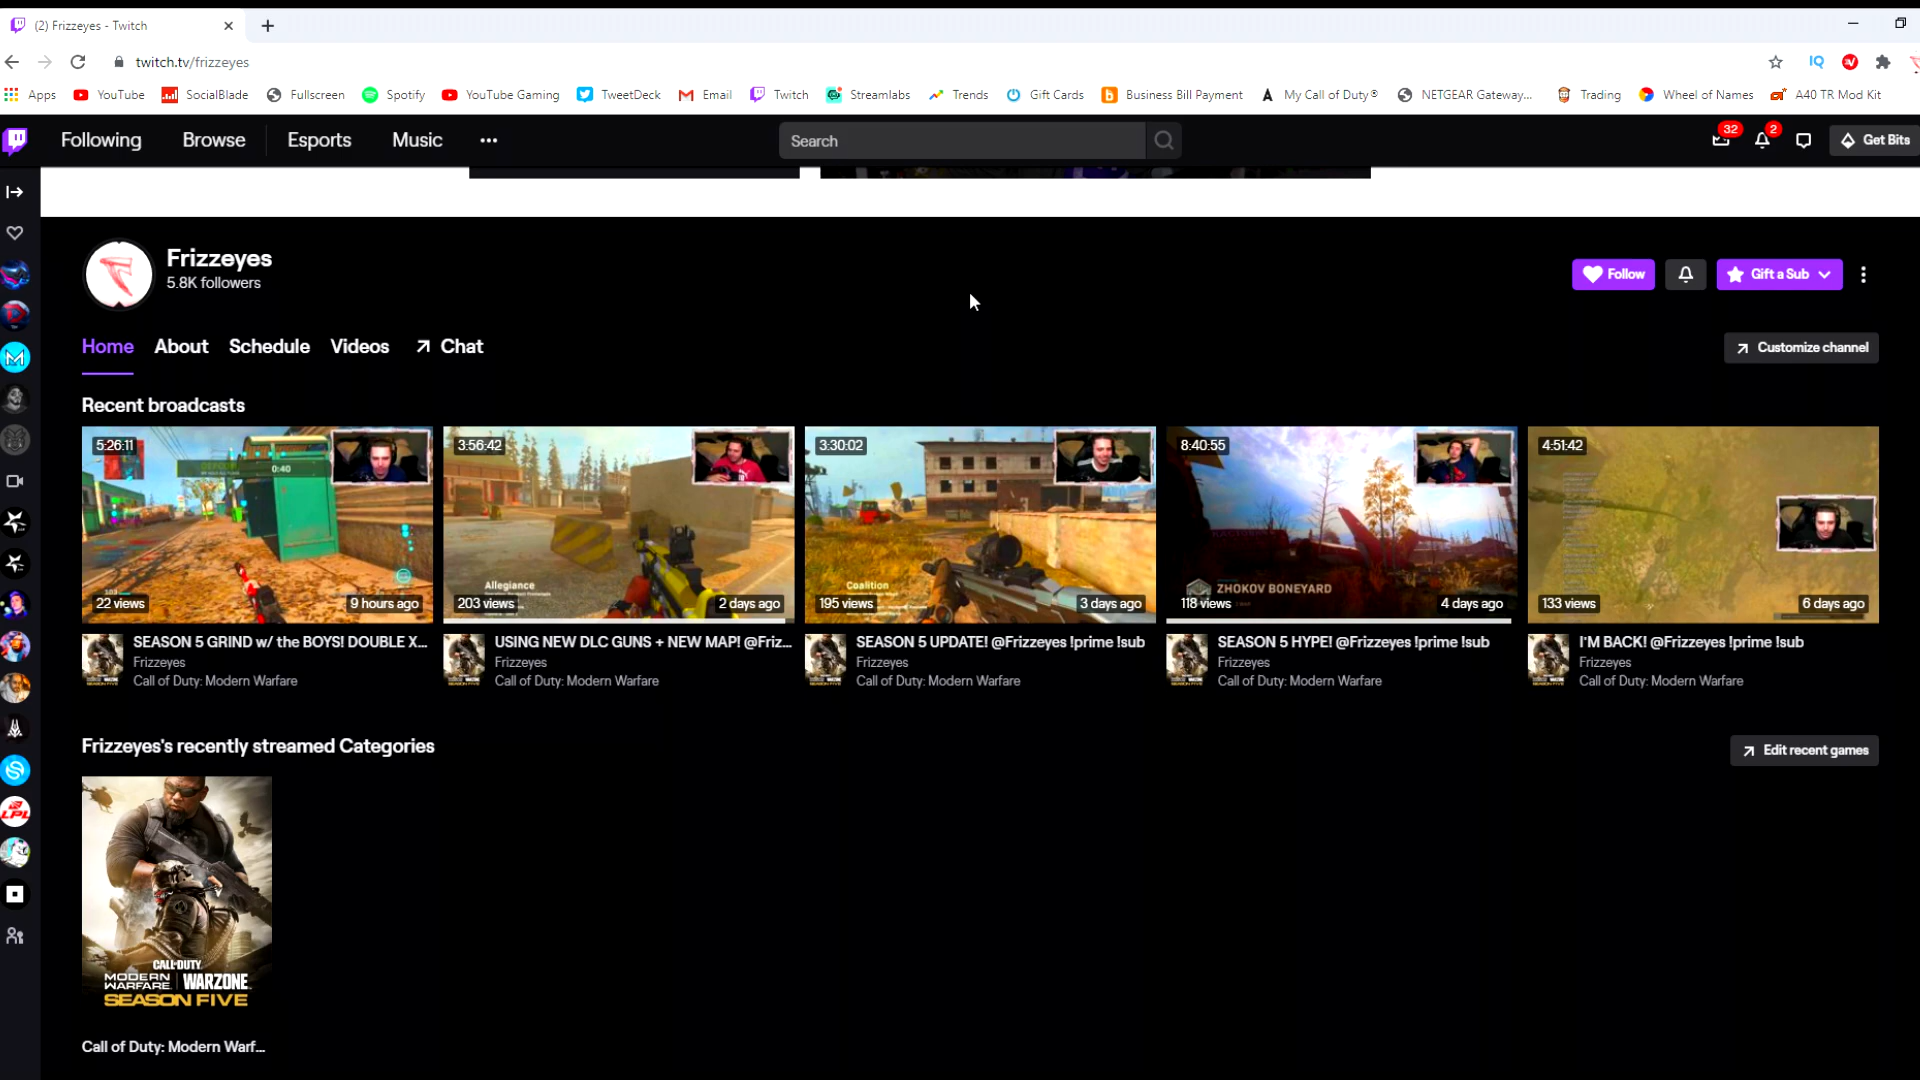 (2) Frizzeyes - Twitch
twitch.tv/frizzeyes
IQ
Apps YouTube SocialBlade Fullscreen Spotify YouTube Gaming TweetDeck Email Twitch Streamlabs Trends Gift Cards Business Bill Payment My Call of Duty® NETGEAR Gateway... Trading Wheel of Names A40 TR Mod Kit
Following Browse Esports Music Search 32 2 Get Bits
Frizzeyes
5.8K followers
Follow Gift a Sub
Home About Schedule Videos Chat
Customize channel
Recent broadcasts
5:26:11 3:56:42 3:30:02 8:40:55 4:51:42
0:40
Allegiance Coalition ZHOKOV BONEYARD
22 views 9 hours ago 203 views 2 days ago 195 views 3 days ago 118 views 4 days ago 133 views 6 days ago
SEASON 5 GRIND w/ the BOYS! DOUBLE X... USING NEW DLC GUNS + NEW MAP! @Friz... SEASON 5 UPDATE! @Frizzeyes !prime !sub SEASON 5 HYPE! @Frizzeyes !prime !sub I'M BACK! @Frizzeyes !prime !sub
Frizzeyes Frizzeyes Frizzeyes Frizzeyes Frizzeyes
Call of Duty: Modern Warfare Call of Duty: Modern Warfare Call of Duty: Modern Warfare Call of Duty: Modern Warfare Call of Duty: Modern Warfare
Frizzeyes's recently streamed Categories
Edit recent games
LPL
CALL OF DUTY
MODERN WARFARE WARZONE
SEASON FIVE
Call of Duty: Modern Warf...